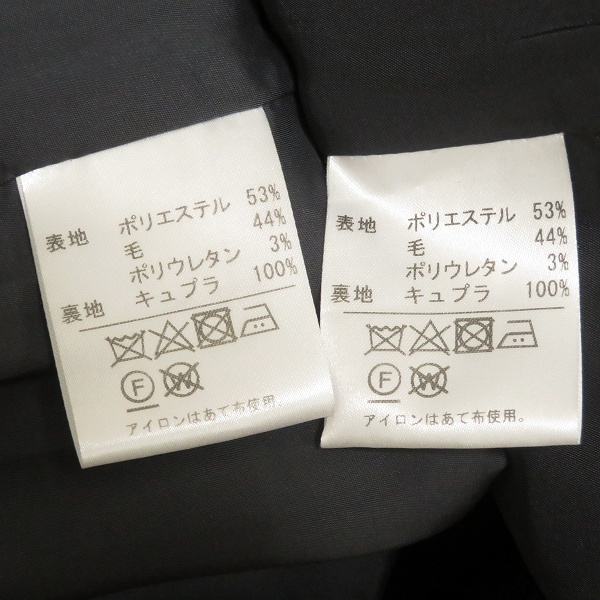 表地 ポリエステル 53%
毛 44%
ポリウレタン 3%
裏地 キュプラ 100%
F W
アイロンはあて布使用。
表地 ポリエステル 53%
毛 44%
ポリウレタン 3%
裏地 キュプラ 100%
F W
アイロンはあて布使用。